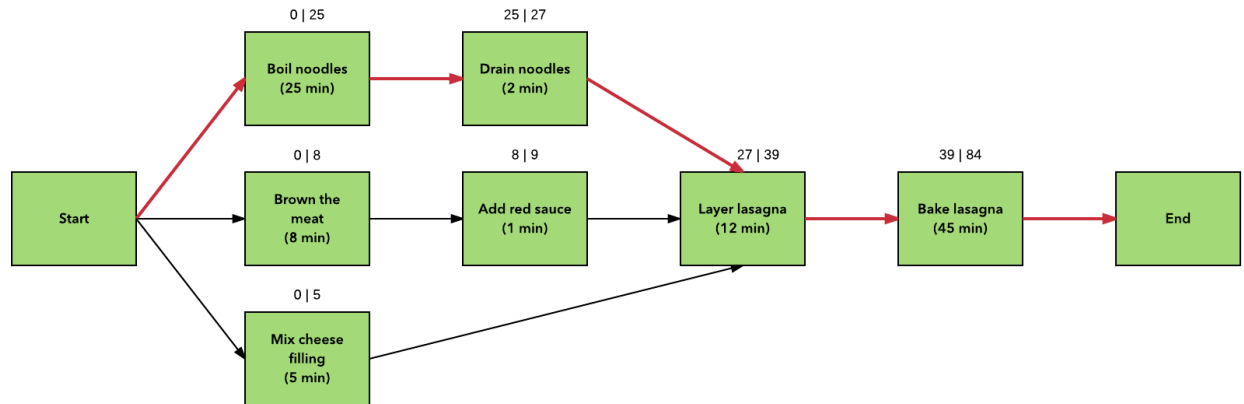 0 | 25
Boil noodles
(25 min)
25 | 27
Drain noodles
(2 min)
Start
0 | 8
Brown the
meat
(8 min)
8 | 9
Add red sauce
(1 min)
27 | 39
Layer lasagna
(12 min)
39 | 84
Bake lasagna
(45 min)
End
0 | 5
Mix cheese
filling
(5 min)